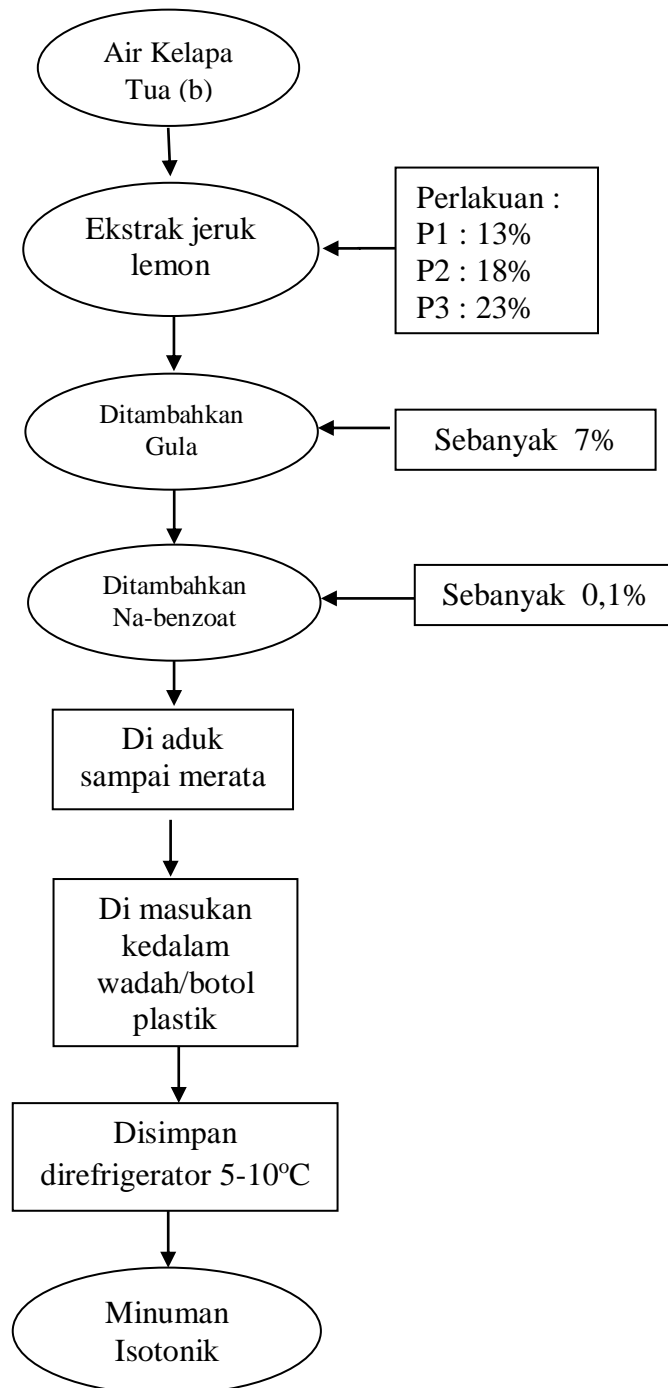 Air Kelapa
Tua (b)
Ekstrak jeruk
lemon
Perlakuan :
P1 : 13%
P2 : 18%
P3 : 23%
Ditambahkan
Gula
Sebanyak 7%
Ditambahkan
Na-benzoat
Sebanyak 0,1%
Di aduk
sampai merata
Di masukan
kedalam
wadah/botol
plastik
Disimpan
direfrigerator 5-10ºC
Minuman
Isotonik